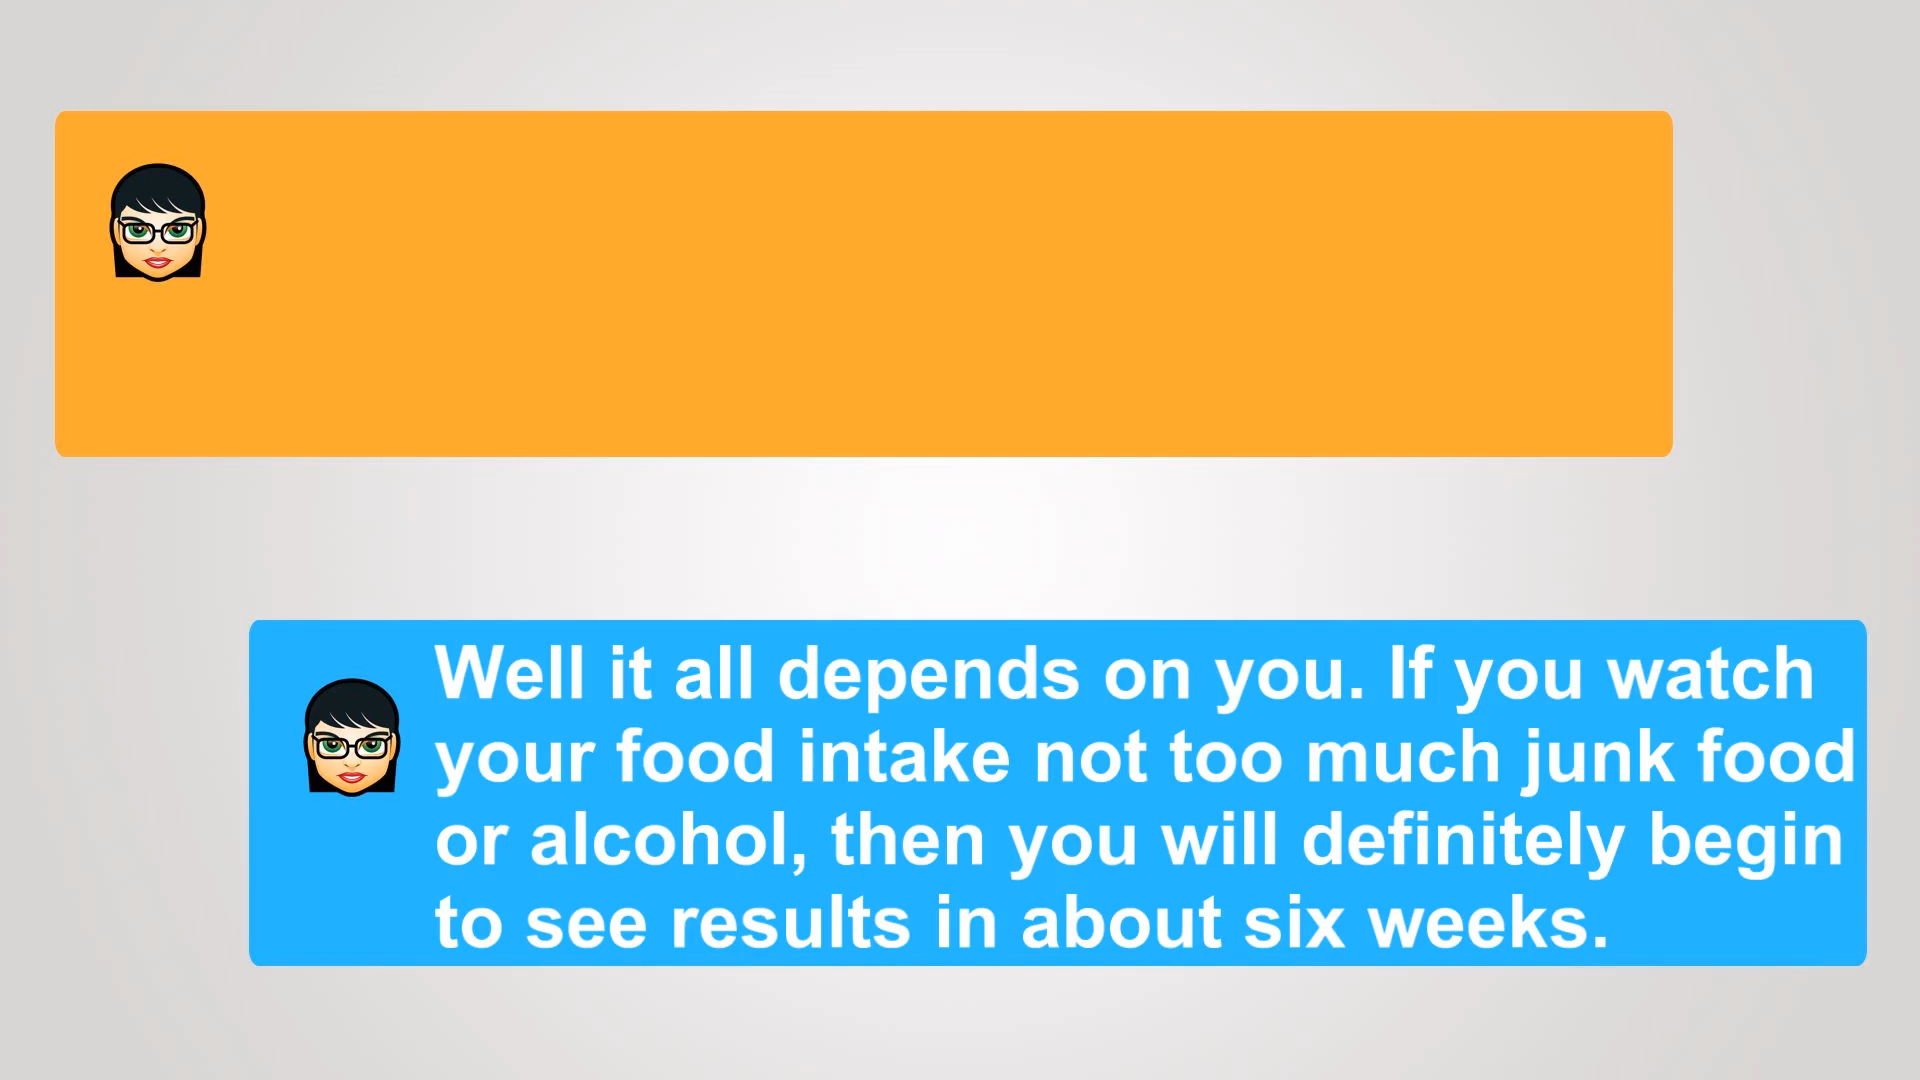 Well it all depends on you. If you watch
your food intake not too much junk food
or alcohol, then you will definitely begin
to see results in about six weeks.